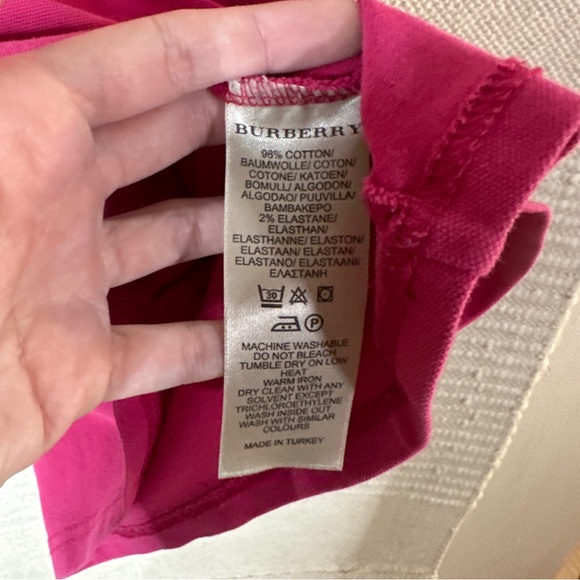 BURBERRY
98% COTTON/
BAUMWOLLE/ COTON/
COTONE/ KATOEN/
BOMULL/ ALGODON/
ALGODAO/ PUUVILLA/
ΒΑΜΒΑΚΕΡΟ
2% ELASTANE/
ELASTHAN/
ELASTHANNE/ ELASTON/
ELASTAAN/ ELASTAN/
ELASTANO/ ELASTAANI/
ΕΛΑΣΤΑΝΗ
30
P
MACHINE WASHABLE
DO NOT BLEACH
TUMBLE DRY ON LOW
HEAT
WARM IRON
DRY CLEAN WITH ANY
SOLVENT EXCEPT
TRICHLOROETHYLENE
WASH INSIDE OUT
WASH WITH SIMILAR
COLOURS
MADE IN TURKEY